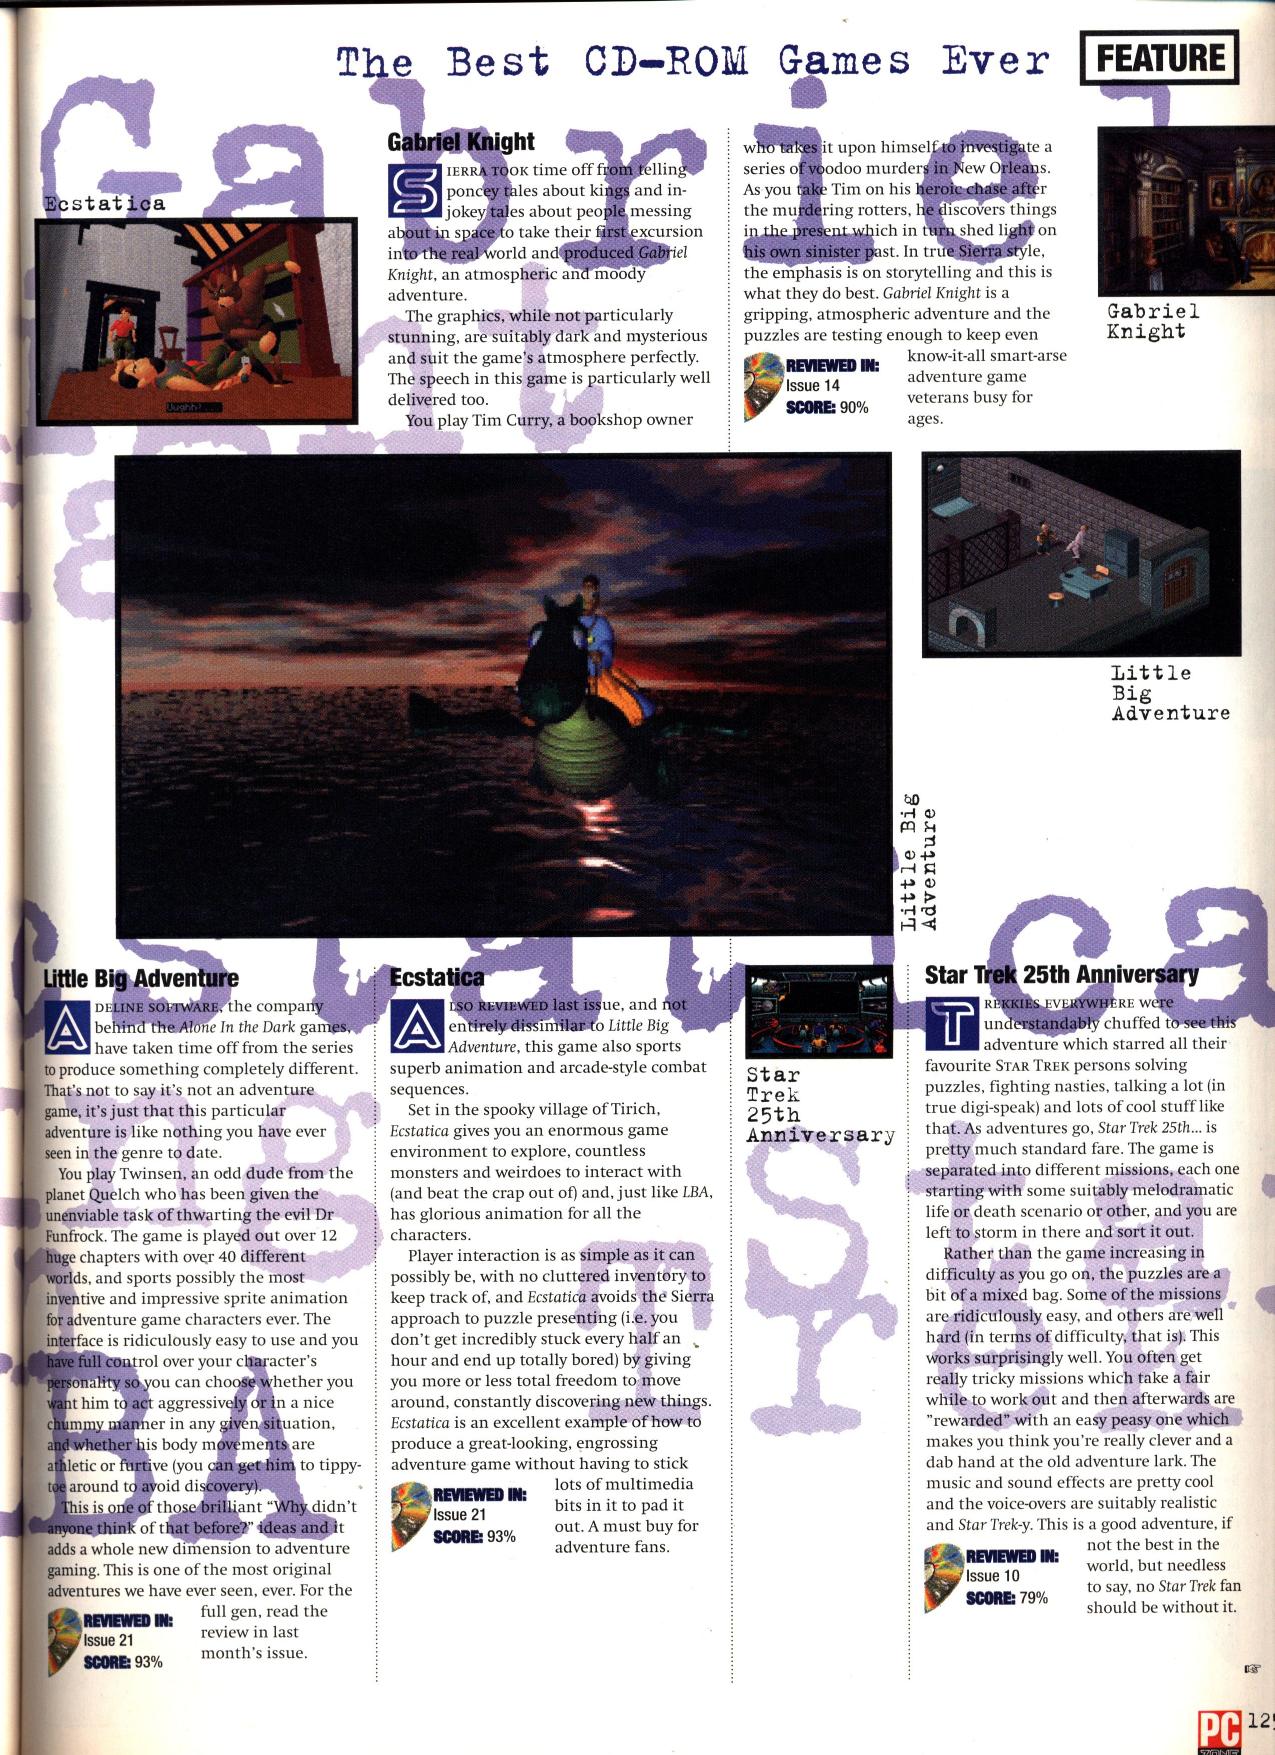 The Best CD-ROM Games Ever
FEATURE
Ecstatica
Uughh!...
Gabriel Knight
SIERRA TOOK time off from telling
poncey tales about kings and in-
jokey tales about people messing
about in space to take their first excursion
into the real world and produced Gabriel
Knight, an atmospheric and moody
adventure.
The graphics, while not particularly
stunning, are suitably dark and mysterious
and suit the game's atmosphere perfectly.
The speech in this game is particularly well
delivered too.
You play Tim Curry, a bookshop owner
who takes it upon himself to investigate a
series of voodoo murders in New Orleans.
As you take Tim on his heroic chase after
the murdering rotters, he discovers things
in the present which in turn shed light on
his own sinister past. In true Sierra style,
the emphasis is on storytelling and this is
what they do best. Gabriel Knight is a
gripping, atmospheric adventure and the
puzzles are testing enough to keep even
know-it-all smart-arse
adventure game
veterans busy for
ages.
REVIEWED IN:
Issue 14
SCORE: 90%
Gabriel
Knight
Little
Big
Adventure
Little Big
Adventure
Little Big Adventure
ADELINE SOFTWARE, the company
behind the Alone In the Dark games,
have taken time off from the series
to produce something completely different.
That's not to say it's not an adventure
game, it's just that this particular
adventure is like nothing you have ever
seen in the genre to date.
You play Twinsen, an odd dude from the
planet Quelch who has been given the
unenviable task of thwarting the evil Dr
Funfrock. The game is played out over 12
huge chapters with over 40 different
worlds, and sports possibly the most
inventive and impressive sprite animation
for adventure game characters ever. The
interface is ridiculously easy to use and you
have full control over your character's
personality so you can choose whether you
want him to act aggressively or in a nice
chummy manner in any given situation,
and whether his body movements are
athletic or furtive (you can get him to tippy-
toe around to avoid discovery).
This is one of those brilliant "Why didn't
anyone think of that before?" ideas and it
adds a whole new dimension to adventure
gaming. This is one of the most original
adventures we have ever seen, ever. For the
full gen, read the
review in last
month's issue.
REVIEWED IN:
Issue 21
SCORE: 93%
Ecstatica
ALSO REVIEWED last issue, and not
entirely dissimilar to Little Big
Adventure, this game also sports
superb animation and arcade-style combat
sequences.
Set in the spooky village of Tirich,
Ecstatica gives you an enormous game
environment to explore, countless
monsters and weirdoes to interact with
(and beat the crap out of) and, just like LBA,
has glorious animation for all the
characters.
Player interaction is as simple as it can
possibly be, with no cluttered inventory to
keep track of, and Ecstatica avoids the Sierra
approach to puzzle presenting (i.e. you
don't get incredibly stuck every half an
hour and end up totally bored) by giving
you more or less total freedom to move
around, constantly discovering new things.
Ecstatica is an excellent example of how to
produce a great-looking, engrossing
adventure game without having to stick
lots of multimedia
bits in it to pad it
out. A must buy for
adventure fans.
REVIEWED IN:
Issue 21
SCORE: 93%
Star
Trek
25th
Anniversary
Star Trek 25th Anniversary
TREKKIES EVERYWHERE were
understandably chuffed to see this
adventure which starred all their
favourite STAR TREK persons solving
puzzles, fighting nasties, talking a lot (in
true digi-speak) and lots of cool stuff like
that. As adventures go, Star Trek 25th... is
pretty much standard fare. The game is
separated into different missions, each one
starting with some suitably melodramatic
life or death scenario or other, and you are
left to storm in there and sort it out.
Rather than the game increasing in
difficulty as you go on, the puzzles are a
bit of a mixed bag. Some of the missions
are ridiculously easy, and others are well
hard (in terms of difficulty, that is). This
works surprisingly well. You often get
really tricky missions which take a fair
while to work out and then afterwards are
"rewarded" with an easy peasy one which
makes you think you're really clever and a
dab hand at the old adventure lark. The
music and sound effects are pretty cool
and the voice-overs are suitably realistic
and Star Trek-y. This is a good adventure, if
not the best in the
world, but needless
to say, no Star Trek fan
should be without it.
REVIEWED IN:
Issue 10
SCORE: 79%
PC
ZONE